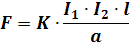 F = K · I₁ · I₂ · l / a